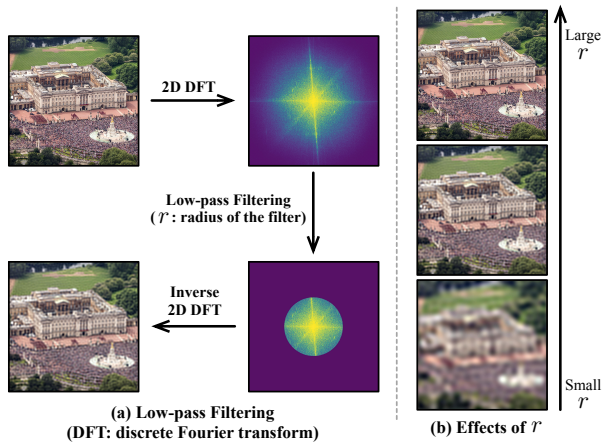 2D DFT
Low-pass Filtering
(r : radius of the filter)
Inverse
2D DFT
(a) Low-pass Filtering
(DFT: discrete Fourier transform)
Large
r
Small
r
(b) Effects of r